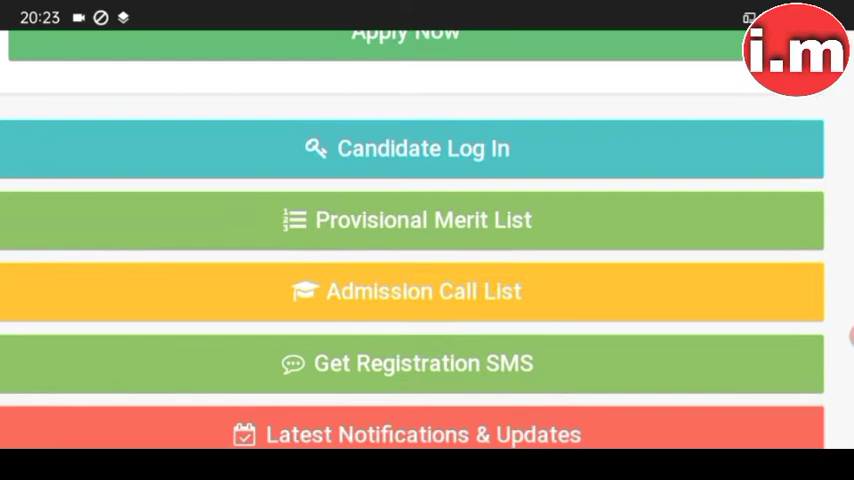 20:23
i.m
Apply Now
Candidate Log In
Provisional Merit List
Admission Call List
Get Registration SMS
Latest Notifications & Updates